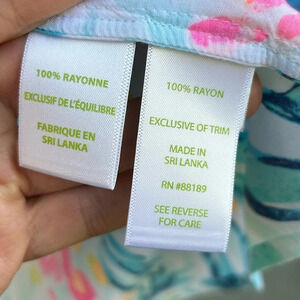 100% RAYONNE
EXCLUSIF DE L'ÉQUILIBRE
FABRIQUE EN
SRI LANKA
100% RAYON
EXCLUSIVE OF TRIM
MADE IN
SRI LANKA
RN #88189
SEE REVERSE
FOR CARE